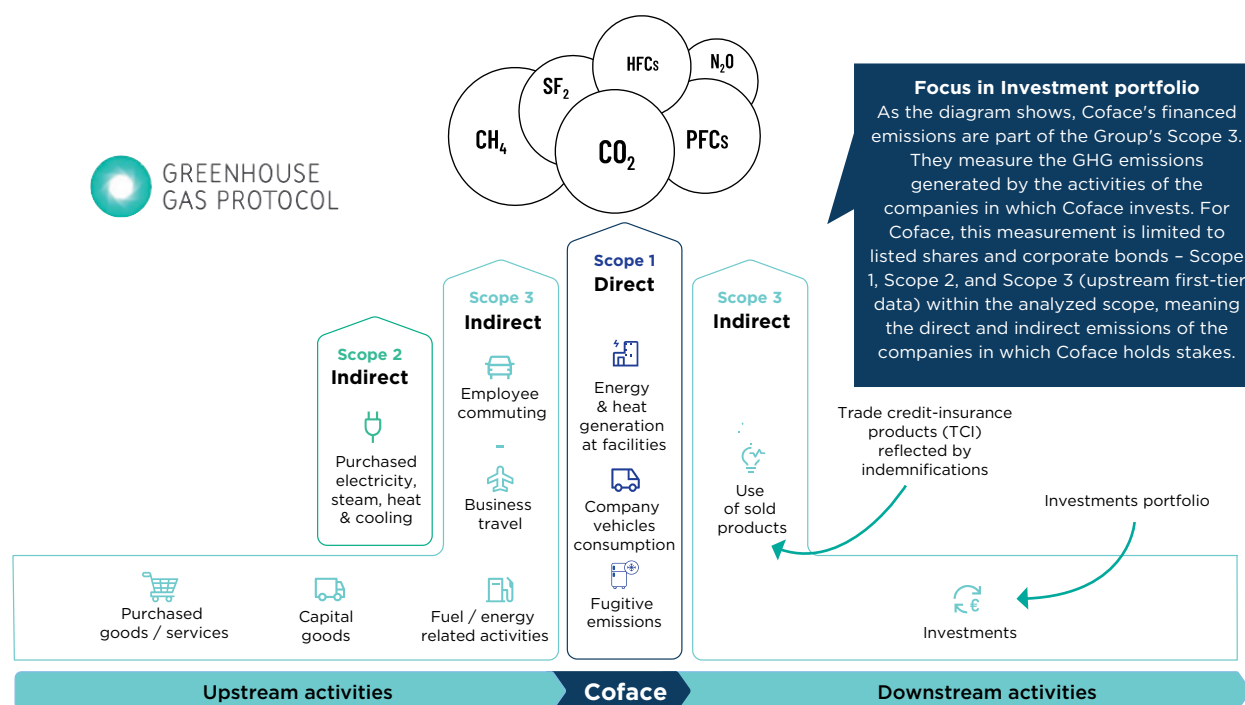 CH₄
SF₂
HFCs
N₂O
CO₂
PFCs
GREENHOUSE
GAS PROTOCOL
Focus in Investment portfolio
As the diagram shows, Coface's financed
emissions are part of the Group's Scope 3.
They measure the GHG emissions
generated by the activities of the
companies in which Coface invests. For
Coface, this measurement is limited to
listed shares and corporate bonds – Scope
1, Scope 2, and Scope 3 (upstream first-tier
data) within the analyzed scope, meaning
the direct and indirect emissions of the
companies in which Coface holds stakes.
Scope 2
Indirect
Purchased
electricity,
steam, heat
& cooling
Scope 3
Indirect
Employee
commuting
Business
travel
Purchased
goods / services
Capital
goods
Fuel / energy
related activities
Scope 1
Direct
Energy
& heat
generation
at facilities
Company
vehicles
consumption
Fugitive
emissions
Scope 3
Indirect
Use
of sold
products
Trade credit-insurance
products (TCI)
reflected by
indemnifications
Investments portfolio
€
Investments
Upstream activities
Coface
Downstream activities